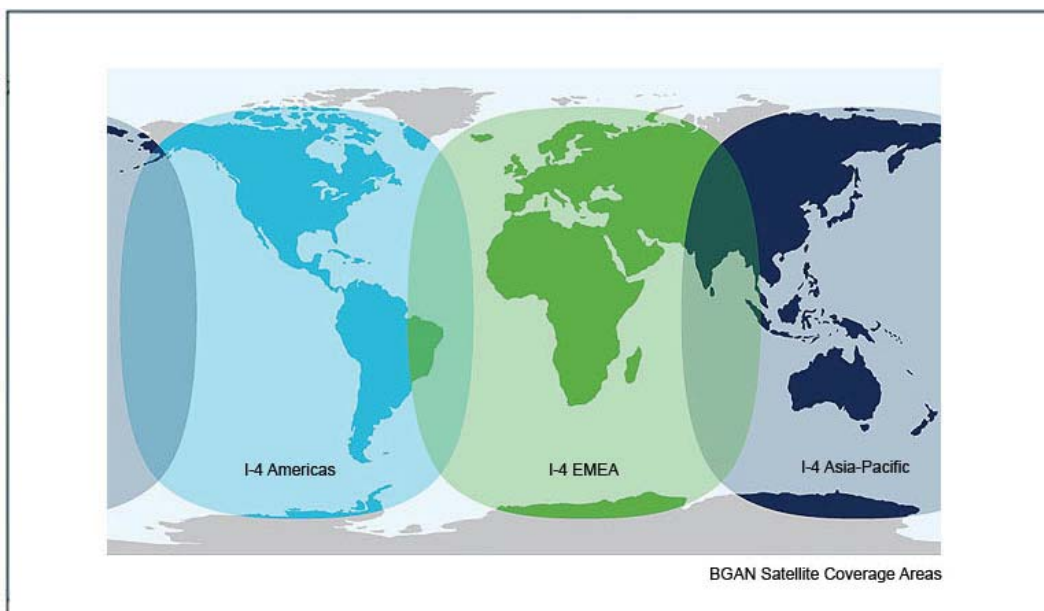 I-4 Americas
I-4 EMEA
I-4 Asia-Pacific
BGAN Satellite Coverage Areas